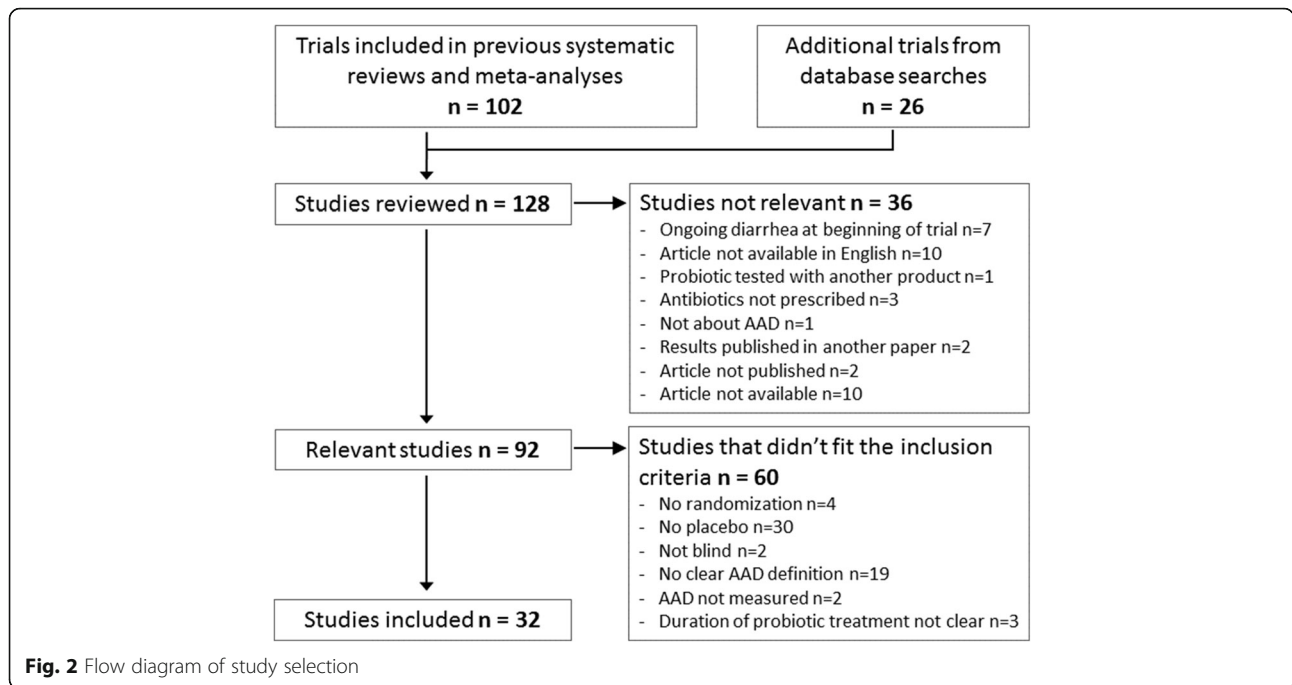 Trials included in previous systematic
reviews and meta-analyses
n = 102
Additional trials from
database searches
n = 26
Studies reviewed n = 128
Studies not relevant n = 36
- Ongoing diarrhea at beginning of trial n=7
- Article not available in English n=10
- Probiotic tested with another product n=1
- Antibiotics not prescribed n=3
- Not about AAD n=1
- Results published in another paper n=2
- Article not published n=2
- Article not available n=10
Relevant studies n = 92
Studies that didn't fit the inclusion
criteria n = 60
- No randomization n=4
- No placebo n=30
- Not blind n=2
- No clear AAD definition n=19
- AAD not measured n=2
- Duration of probiotic treatment not clear n=3
Studies included n = 32
Fig. 2 Flow diagram of study selection